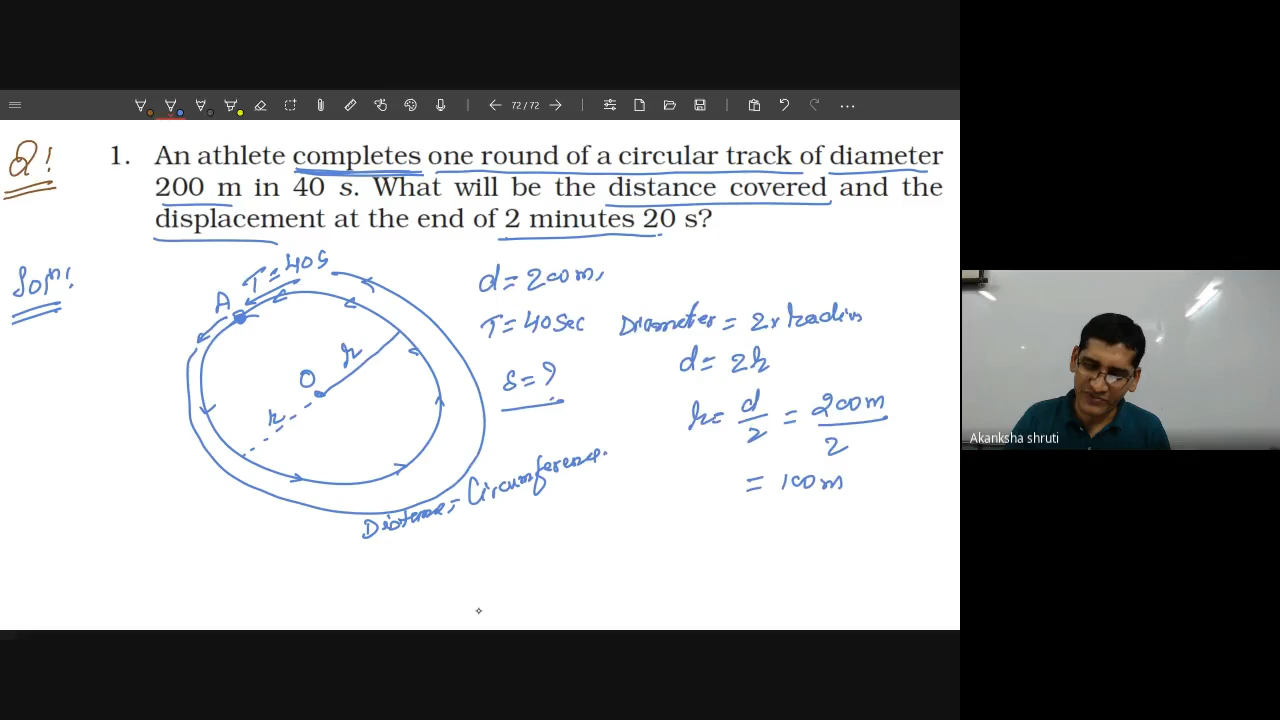 72 / 72
Q!
1. An athlete completes one round of a circular track of diameter
200 m in 40 s. What will be the distance covered and the
displacement at the end of 2 minutes 20 s?
Soln!
T = 40 S
A
r
O
r
Distance = Circumference.
d = 200 m,
T = 40 Sec
s = ?
Diameter = 2 x radius
d = 2r
r = d/2 = 200 m/2
= 100 m
Akanksha shruti